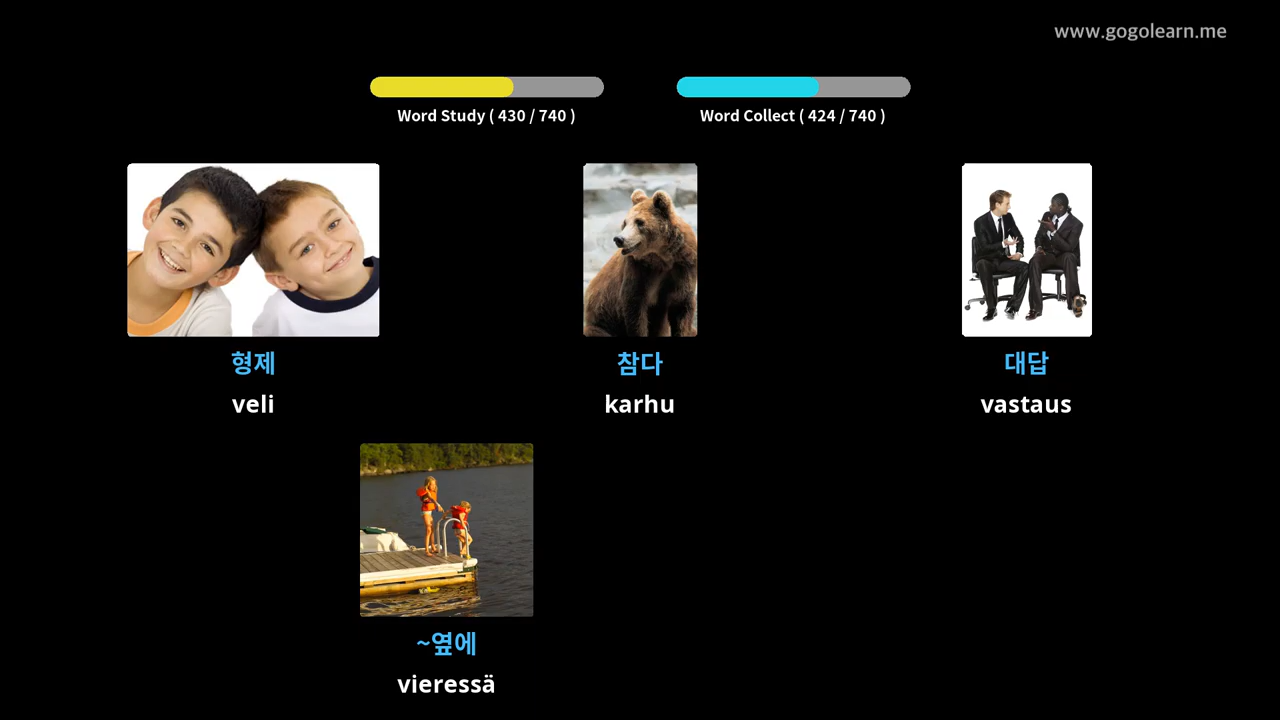 www.gogolearn.me
Word Study ( 430 / 740 )
Word Collect ( 424 / 740 )
형제
veli
참다
karhu
대답
vastaus
~옆에
vieressä